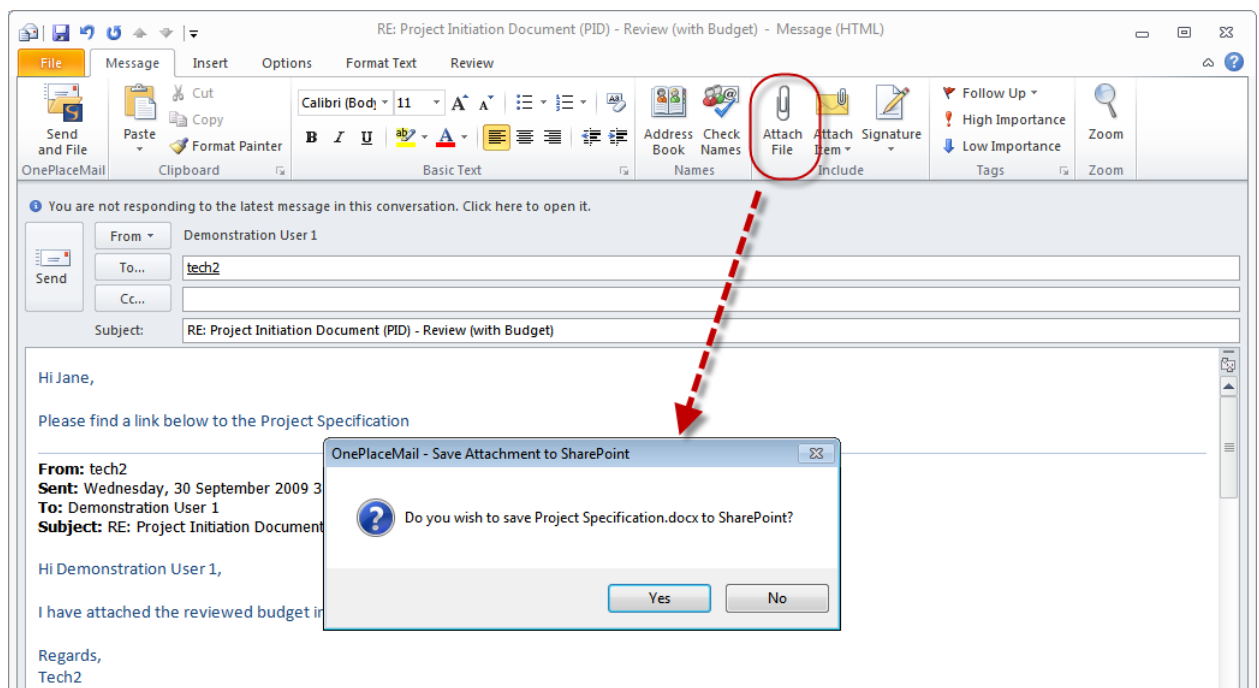 RE: Project Initiation Document (PID) - Review (with Budget) - Message (HTML)
File Message Insert Options Format Text Review
Send and File
OnePlaceMail
Paste
Cut
Copy
Format Painter
Clipboard
Calibri (Body 11
B I U
Basic Text
Address Book
Check Names
Names
Attach File
Attach Item
Signature
Include
Follow Up
High Importance
Low Importance
Tags
Zoom
Zoom
You are not responding to the latest message in this conversation. Click here to open it.
Send
From Demonstration User 1
To... tech2
Cc...
Subject: RE: Project Initiation Document (PID) - Review (with Budget)
Hi Jane,
Please find a link below to the Project Specification
From: tech2
Sent: Wednesday, 30 September 2009 3
To: Demonstration User 1
Subject: RE: Project Initiation Document
Hi Demonstration User 1,
I have attached the reviewed budget in
Regards,
Tech2
OnePlaceMail - Save Attachment to SharePoint
Do you wish to save Project Specification.docx to SharePoint?
Yes No